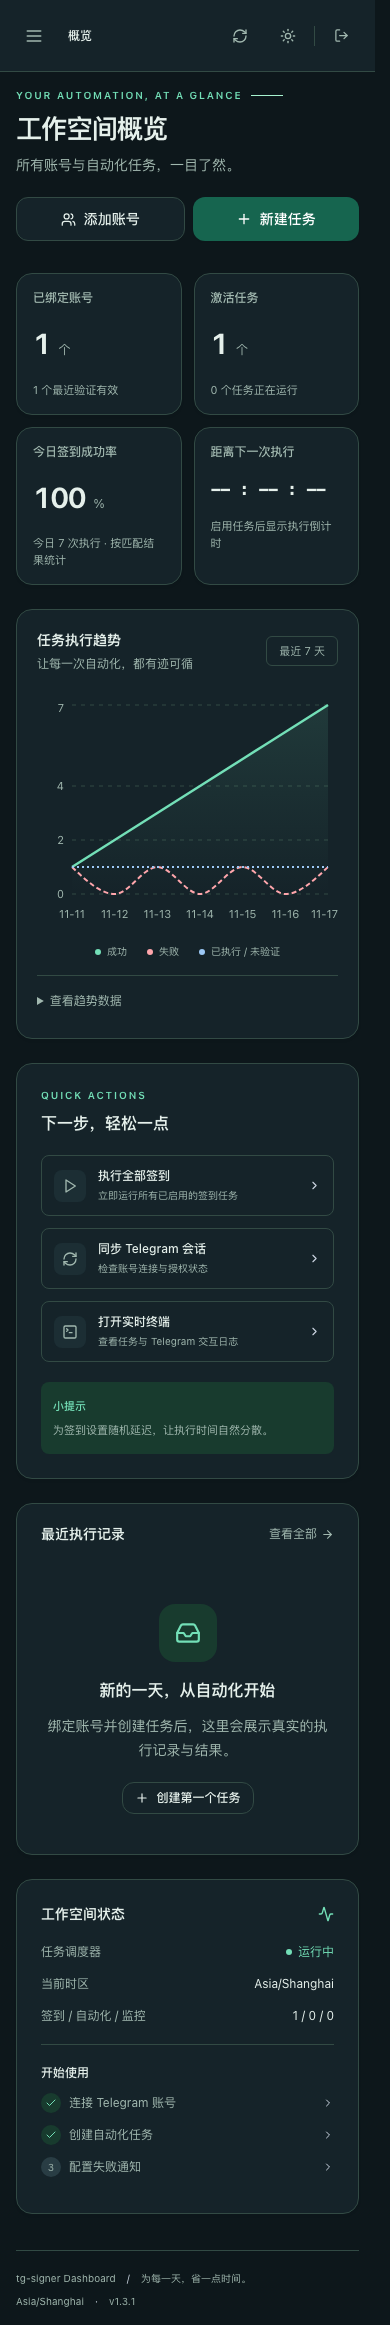 概览
YOUR AUTOMATION, AT A GLANCE
工作空间概览
所有账号与自动化任务，一目了然。
添加账号
新建任务
已绑定账号
1 个
1 个最近验证有效
激活任务
1 个
0 个任务正在运行
今日签到成功率
100 %
今日 7 次执行 · 按匹配结
果统计
距离下一次执行
-- : -- : --
启用任务后显示执行倒计
时
任务执行趋势
让每一次自动化，都有迹可循
最近 7 天
7
4
2
0
11-11 11-12 11-13 11-14 11-15 11-16 11-17
成功 失败 已执行 / 未验证
查看趋势数据
QUICK ACTIONS
下一步，轻松一点
执行全部签到
立即运行所有已启用的签到任务
同步 Telegram 会话
检查账号连接与授权状态
打开实时终端
查看任务与 Telegram 交互日志
小提示
为签到设置随机延迟，让执行时间自然分散。
最近执行记录
查看全部
新的一天，从自动化开始
绑定账号并创建任务后，这里会展示真实的执
行记录与结果。
创建第一个任务
工作空间状态
任务调度器 运行中
当前时区 Asia/Shanghai
签到 / 自动化 / 监控 1 / 0 / 0
开始使用
连接 Telegram 账号
创建自动化任务
3 配置失败通知
tg-signer Dashboard / 为每一天，省一点时间。
Asia/Shanghai · v1.3.1